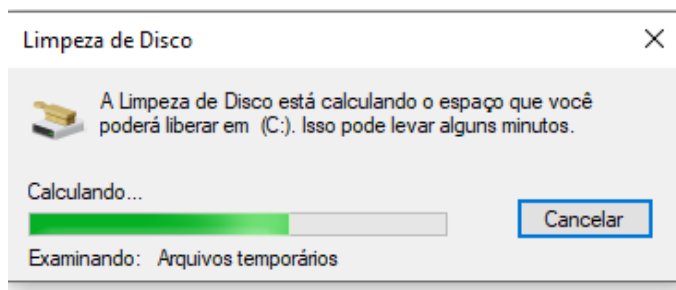 Limpeza de Disco
A Limpeza de Disco está calculando o espaço que você
poderá liberar em  (C:). Isso pode levar alguns minutos.
Calculando...
Cancelar
Examinando:   Arquivos temporários